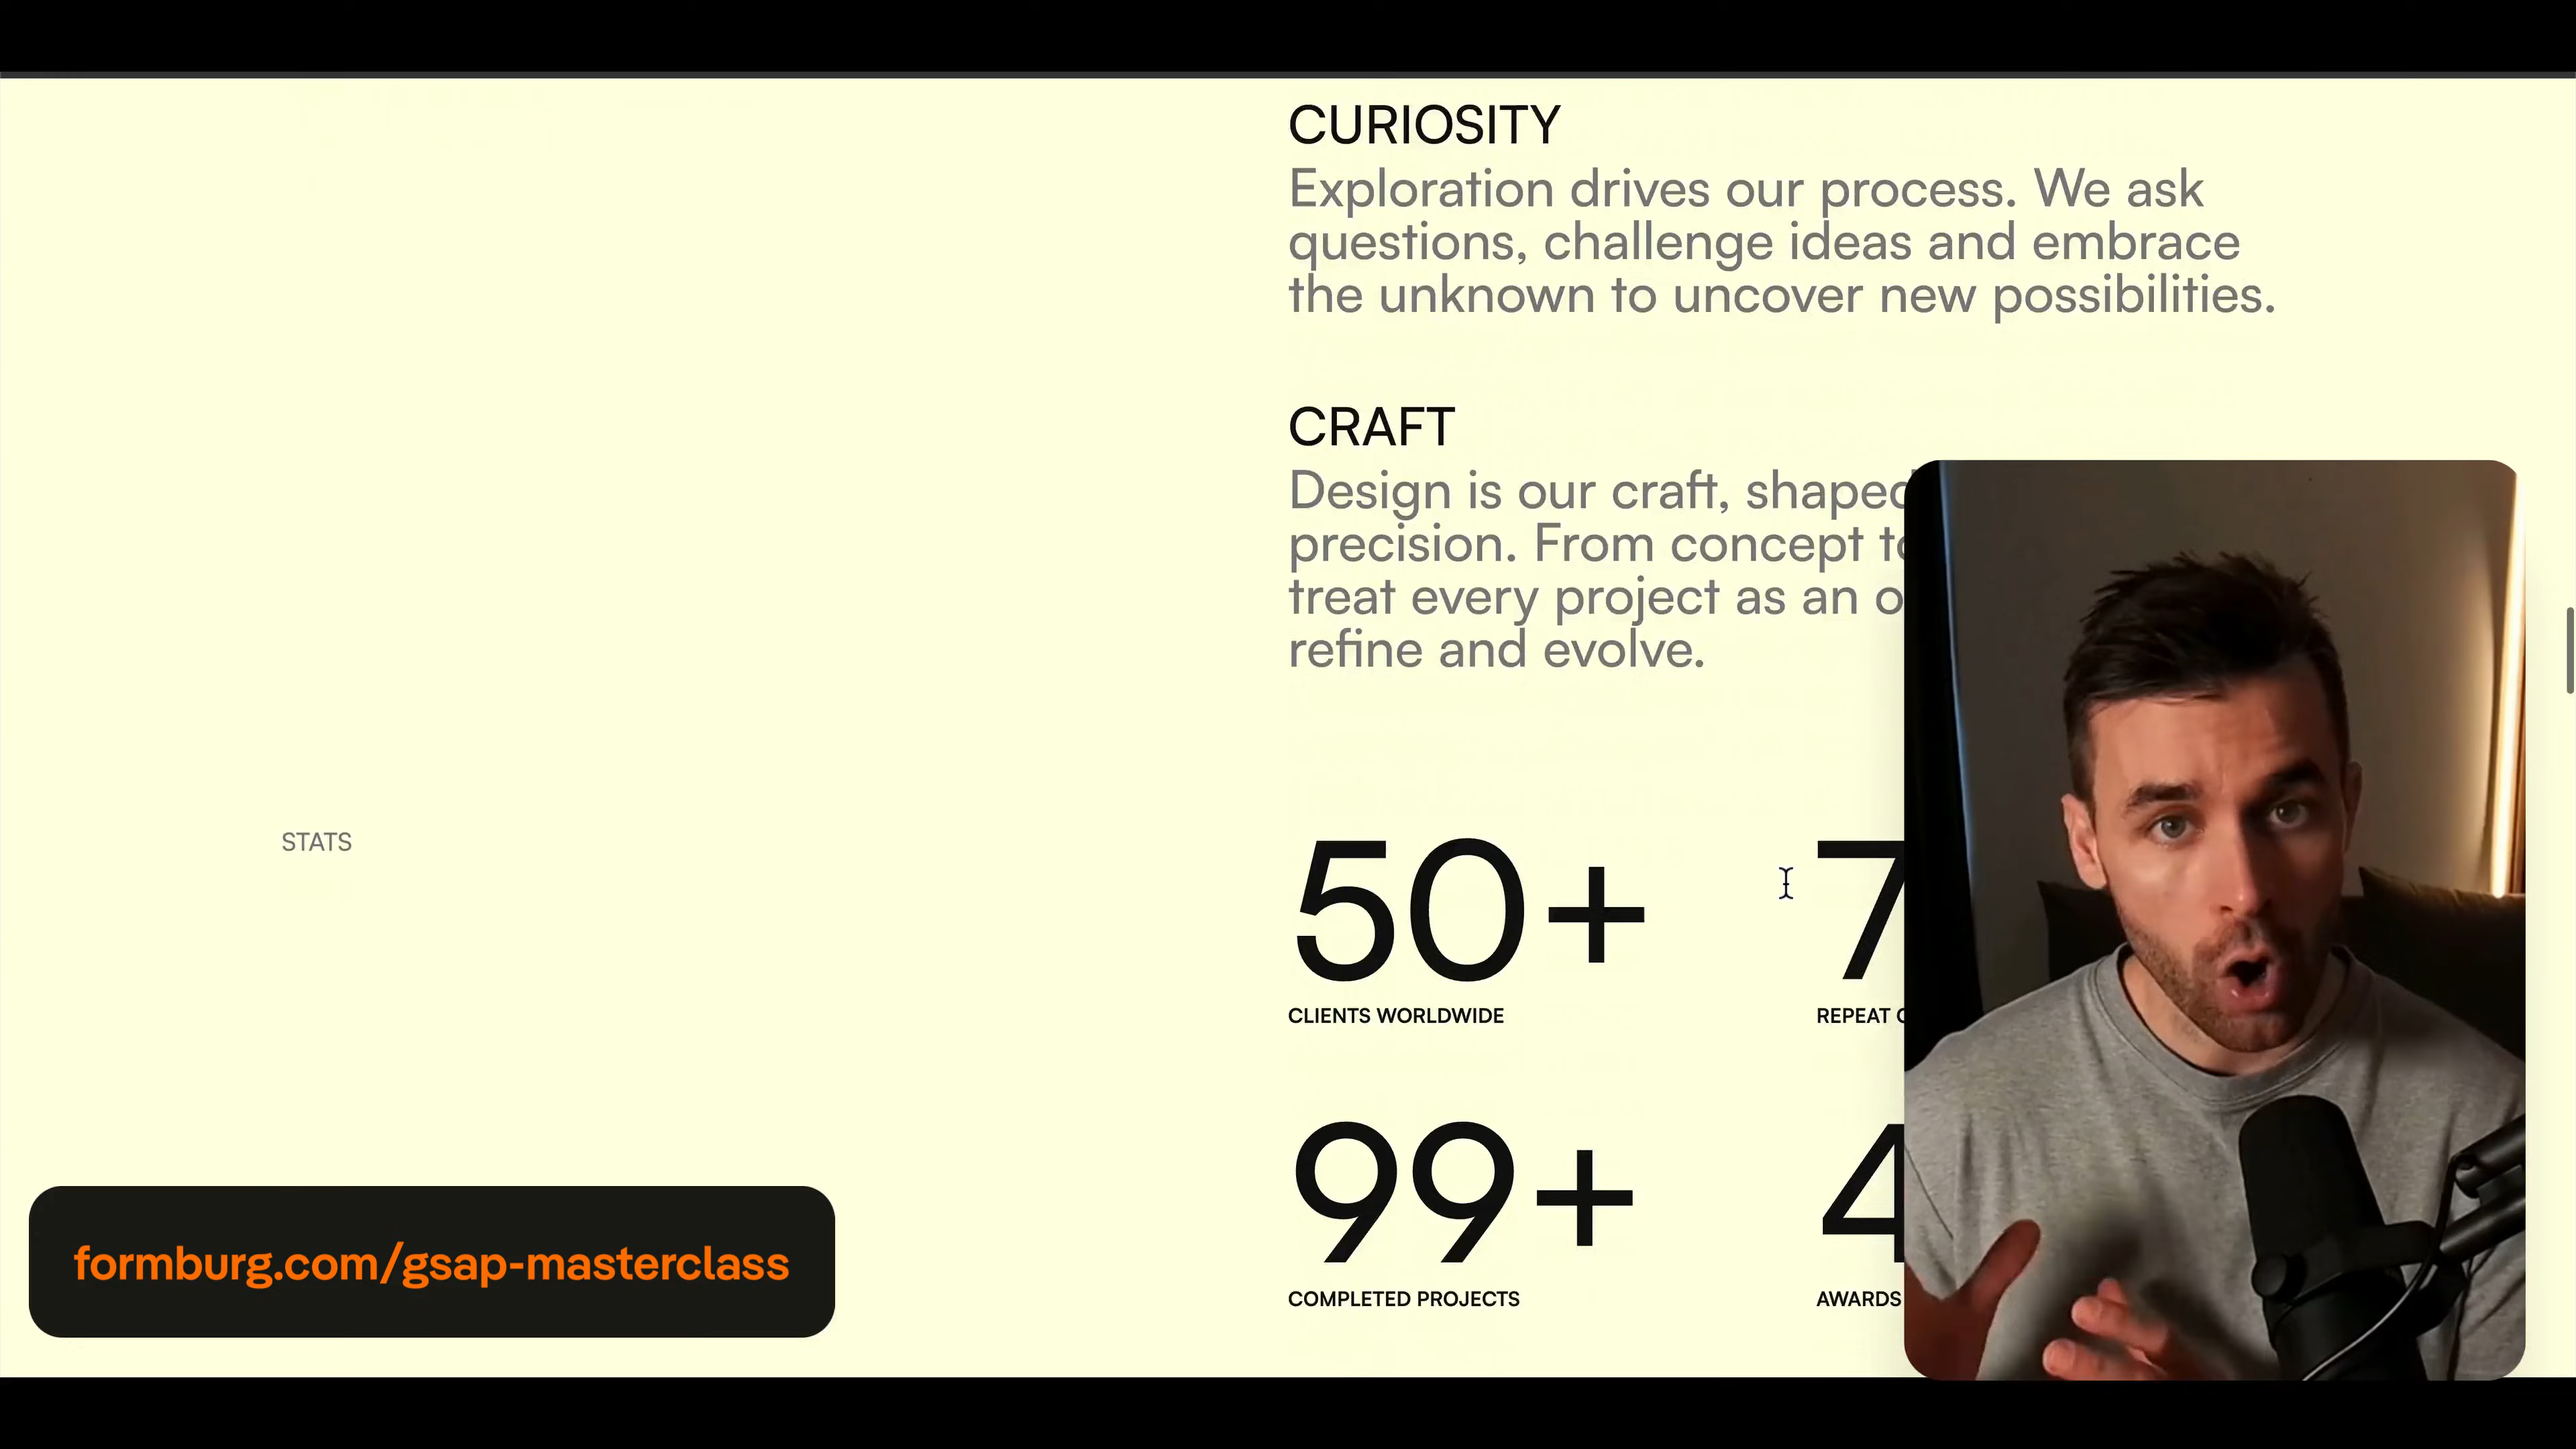 CURIOSITY
Exploration drives our process. We ask
questions, challenge ideas and embrace
the unknown to uncover new possibilities.
CRAFT
Design is our craft, shaped
precision. From concept
treat every project as an
refine and evolve.
STATS
50+
CLIENTS WORLDWIDE
REPEAT
99+
COMPLETED PROJECTS
AWARDS
formburg.com/gsap-masterclass